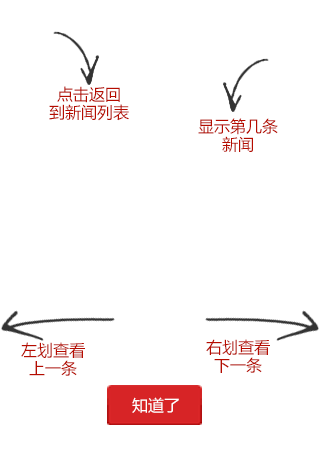 点击返回
到新闻列表
显示第几条
新闻
左划查看
上一条
右划查看
下一条
知道了